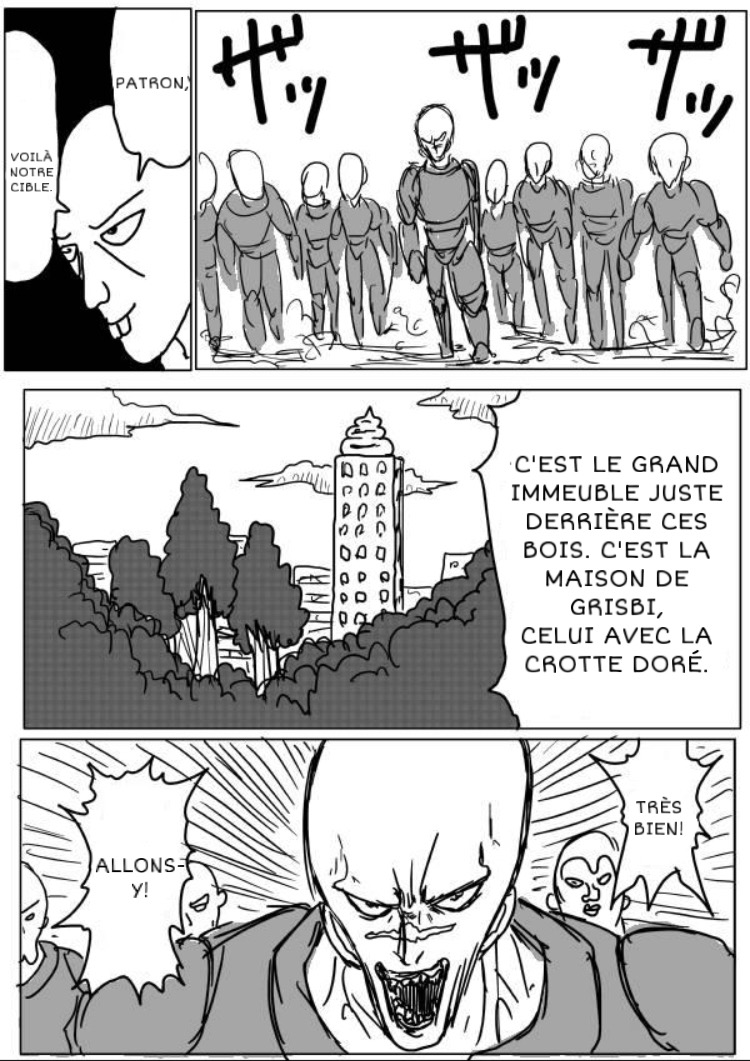 ザッ
ザッ
ザッ
PATRON,
VOILÀ
NOTRE
CIBLE.
C'EST LE GRAND
IMMEUBLE JUSTE
DERRIÈRE CES
BOIS. C'EST LA
MAISON DE
GRISBI,
CELUI AVEC LA
CROTTE DORÉ.
TRÈS
BIEN!
ALLONS-
Y!